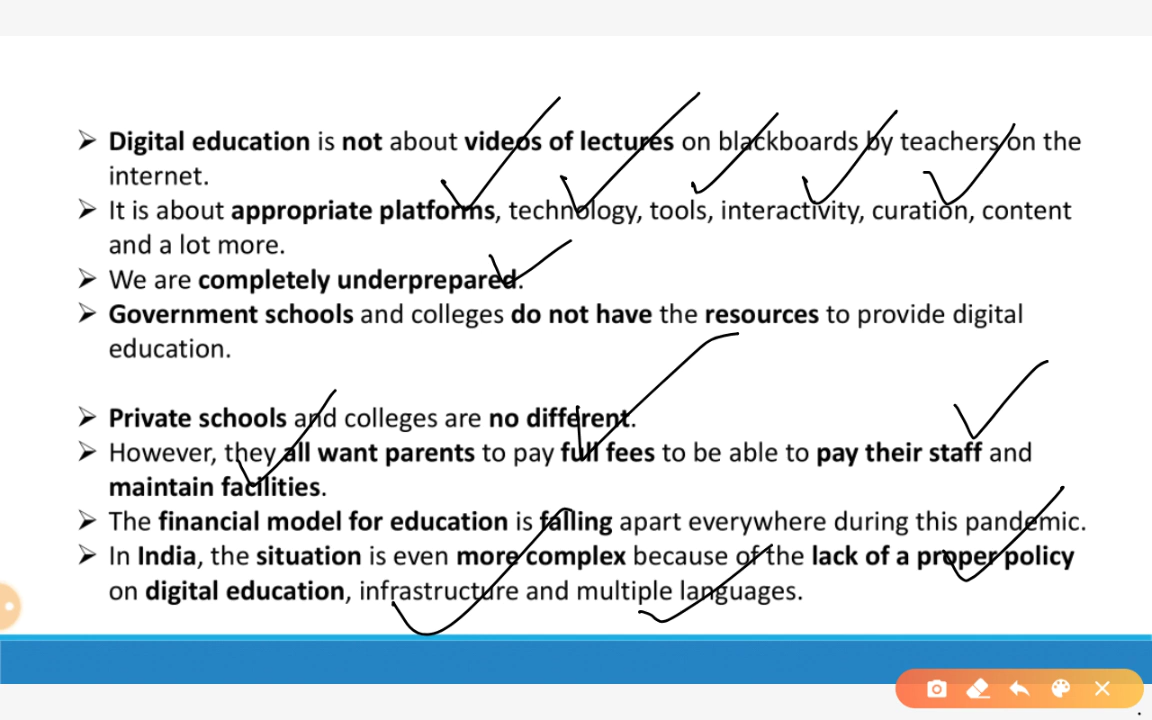 Digital education is not about videos of lectures on blackboards by teachers on the
internet.
It is about appropriate platforms, technology, tools, interactivity, curation, content
and a lot more.
We are completely underprepared.
Government schools and colleges do not have the resources to provide digital
education.
Private schools and colleges are no different.
However, they all want parents to pay full fees to be able to pay their staff and
maintain facilities.
The financial model for education is falling apart everywhere during this pandemic.
In India, the situation is even more complex because of the lack of a proper policy
on digital education, infrastructure and multiple languages.